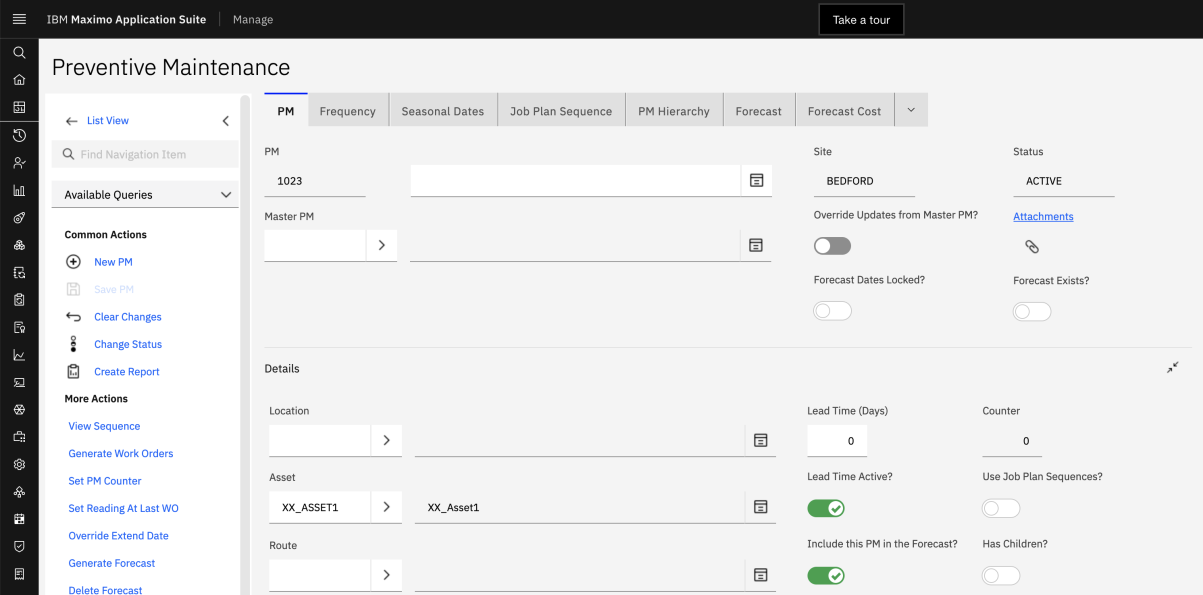 IBM Maximo Application Suite Manage Take a tour
Preventive Maintenance
List View
Find Navigation Item
Available Queries
Common Actions
New PM
Save PM
Clear Changes
Change Status
Create Report
More Actions
View Sequence
Generate Work Orders
Set PM Counter
Set Reading At Last WO
Override Extend Date
Generate Forecast
Delete Forecast
PM Frequency Seasonal Dates Job Plan Sequence PM Hierarchy Forecast Forecast Cost
PM Site Status
1023 BEDFORD ACTIVE
Master PM Override Updates from Master PM? Attachments
Forecast Dates Locked? Forecast Exists?
Details
Location Lead Time (Days) Counter
0 0
Asset Lead Time Active? Use Job Plan Sequences?
XX_ASSET1 XX_Asset1
Route Include this PM in the Forecast? Has Children?